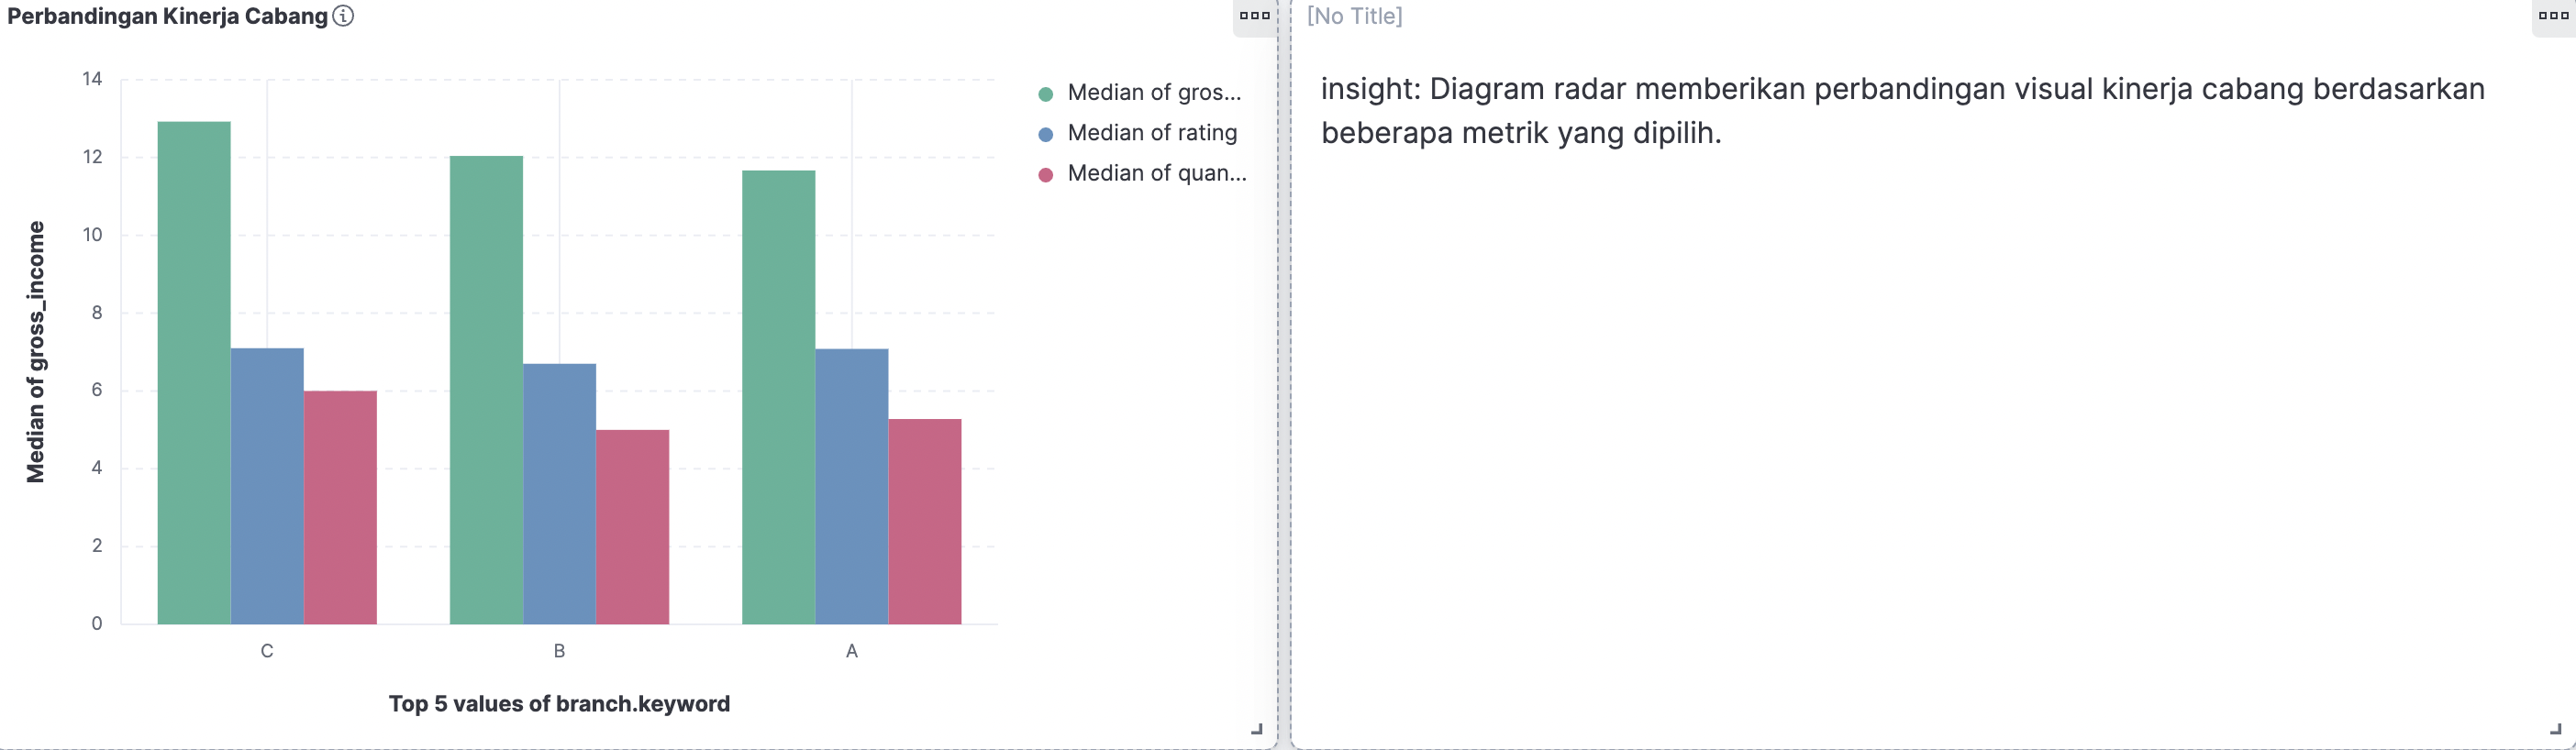 Perbandingan Kinerja Cabang
[No Title]
14
12
10
8
6
4
2
0
Median of gross_income
C
B
A
Top 5 values of branch.keyword
Median of gros...
Median of rating
Median of quan...
insight: Diagram radar memberikan perbandingan visual kinerja cabang berdasarkan
beberapa metrik yang dipilih.